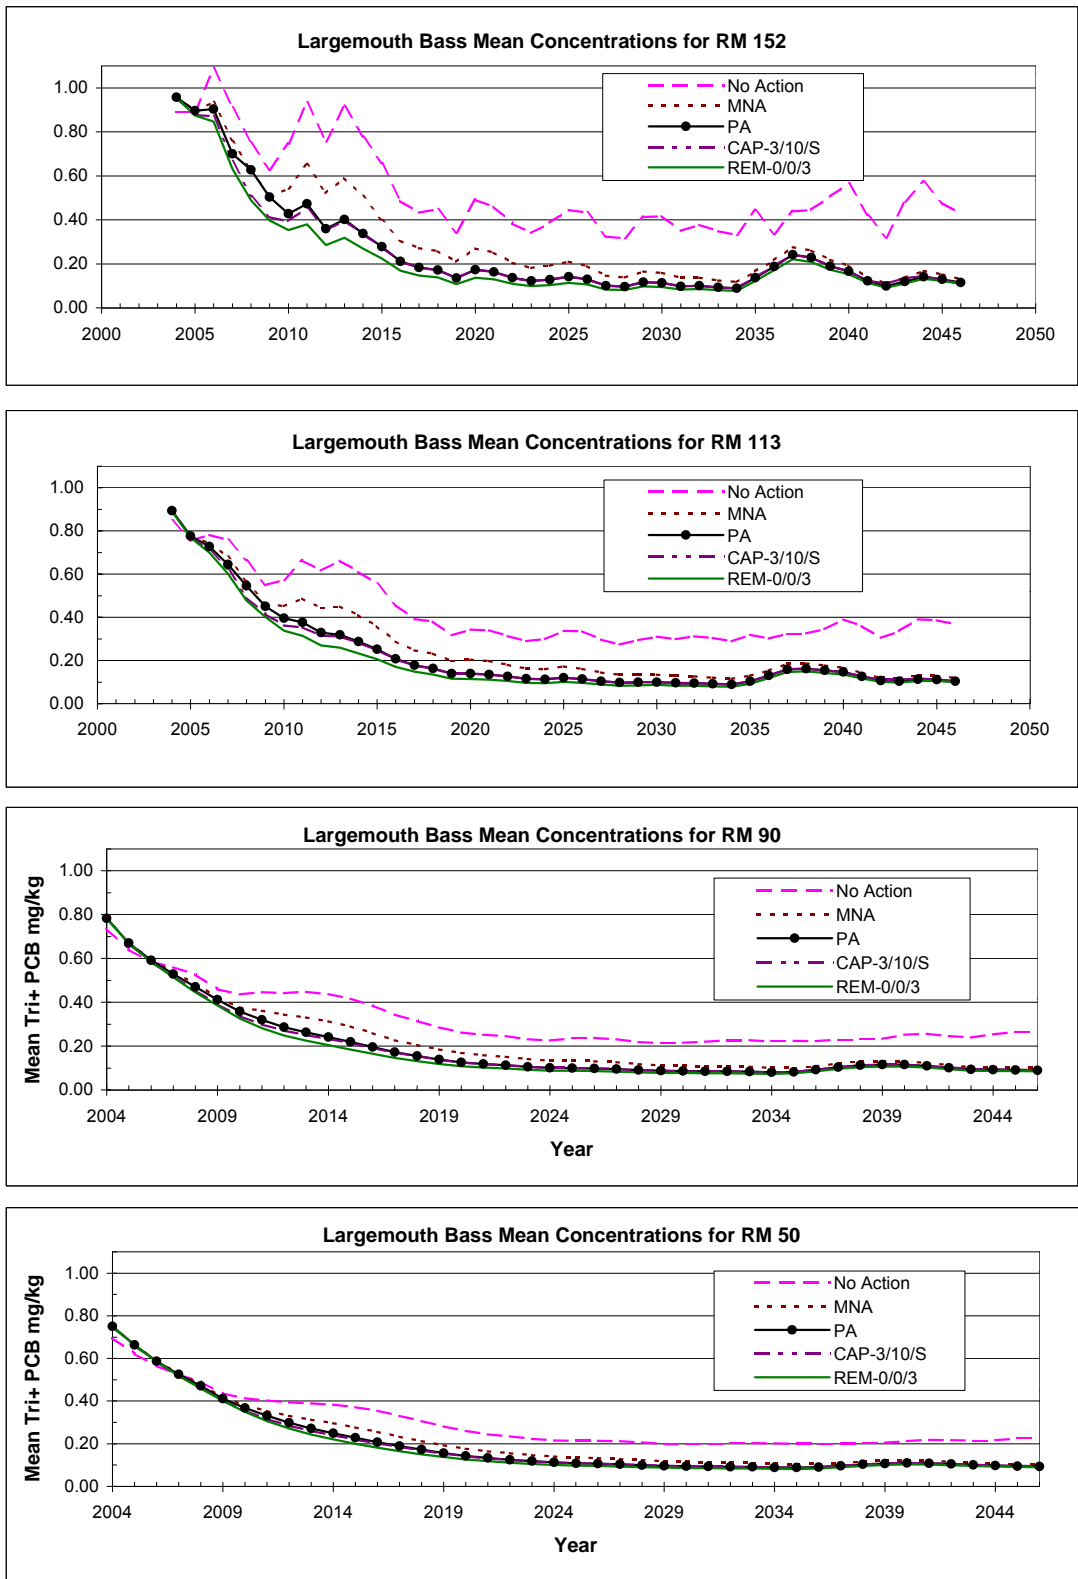 Largemouth Bass Mean Concentrations for RM 152
1.00
0.80
0.60
0.40
0.20
0.00
No Action
MNA
PA
CAP-3/10/S
REM-0/0/3
2000 2005 2010 2015 2020 2025 2030 2035 2040 2045 2050
Largemouth Bass Mean Concentrations for RM 113
1.00
0.80
0.60
0.40
0.20
0.00
No Action
MNA
PA
CAP-3/10/S
REM-0/0/3
2000 2005 2010 2015 2020 2025 2030 2035 2040 2045 2050
Largemouth Bass Mean Concentrations for RM 90
Mean Tri+ PCB mg/kg
1.00
0.80
0.60
0.40
0.20
0.00
No Action
MNA
PA
CAP-3/10/S
REM-0/0/3
2004 2009 2014 2019 2024 2029 2034 2039 2044
Year
Largemouth Bass Mean Concentrations for RM 50
Mean Tri+ PCB mg/kg
1.00
0.80
0.60
0.40
0.20
0.00
No Action
MNA
PA
CAP-3/10/S
REM-0/0/3
2004 2009 2014 2019 2024 2029 2034 2039 2044
Year